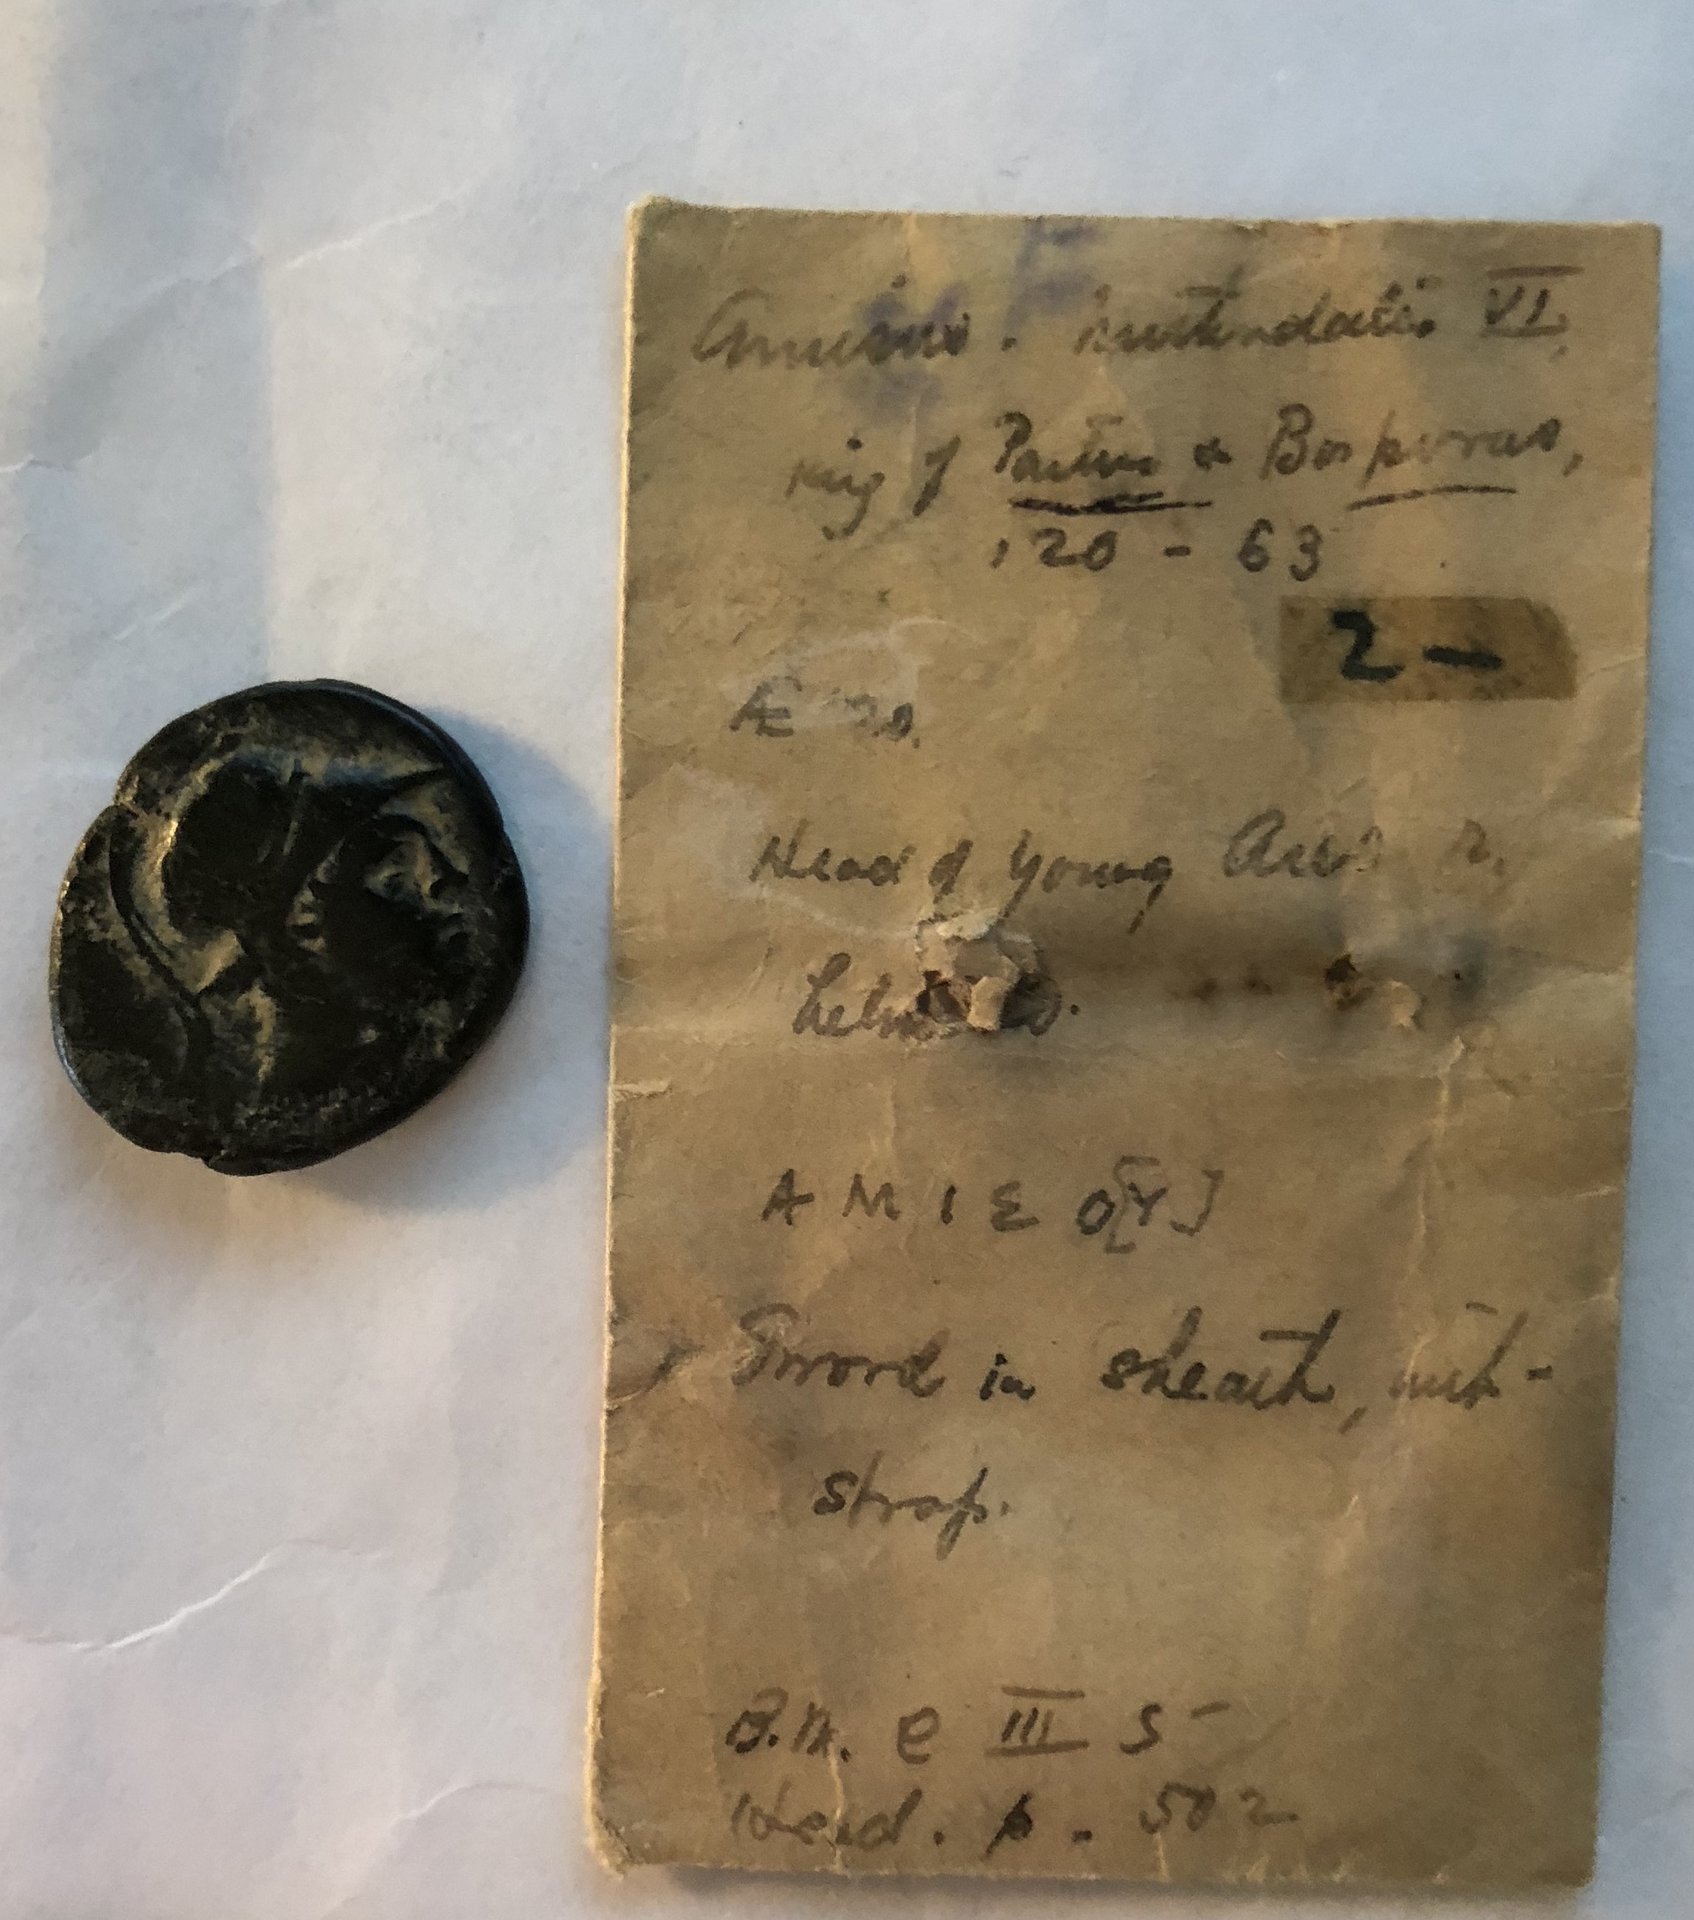 Amisus. Mithradates VI,
King of Pontus & Bosporus,
120 - 63
2 -
Æ 20.
Head of young Ares r.
helmeted.
A M I Σ O[Y]
Sword in sheath, with
strap.
B.M. C III 5
Head. p. 502